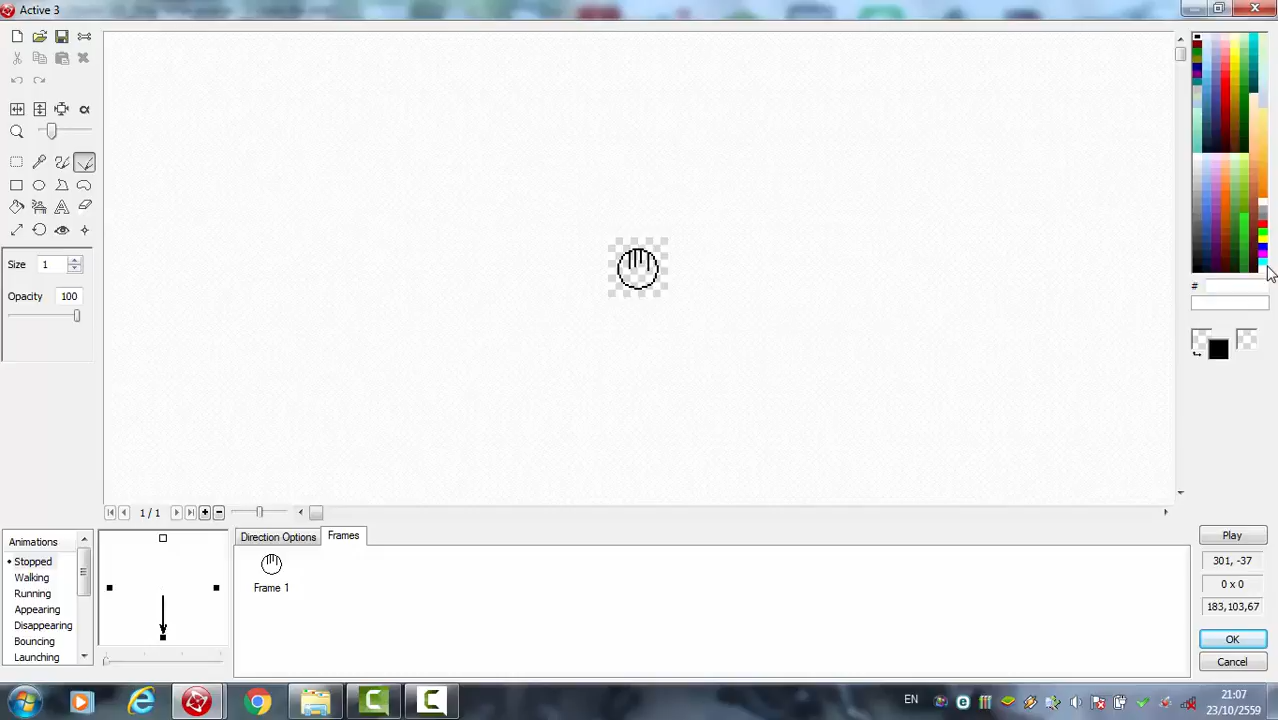 Active 3
Size 1
Opacity 100
#
1 / 1
Animations
Stopped
Walking
Running
Appearing
Disappearing
Bouncing
Launching
Direction Options
Frames
Frame 1
Play
301, -37
0 x 0
183,103,67
OK
Cancel
EN
21:07
23/10/2559